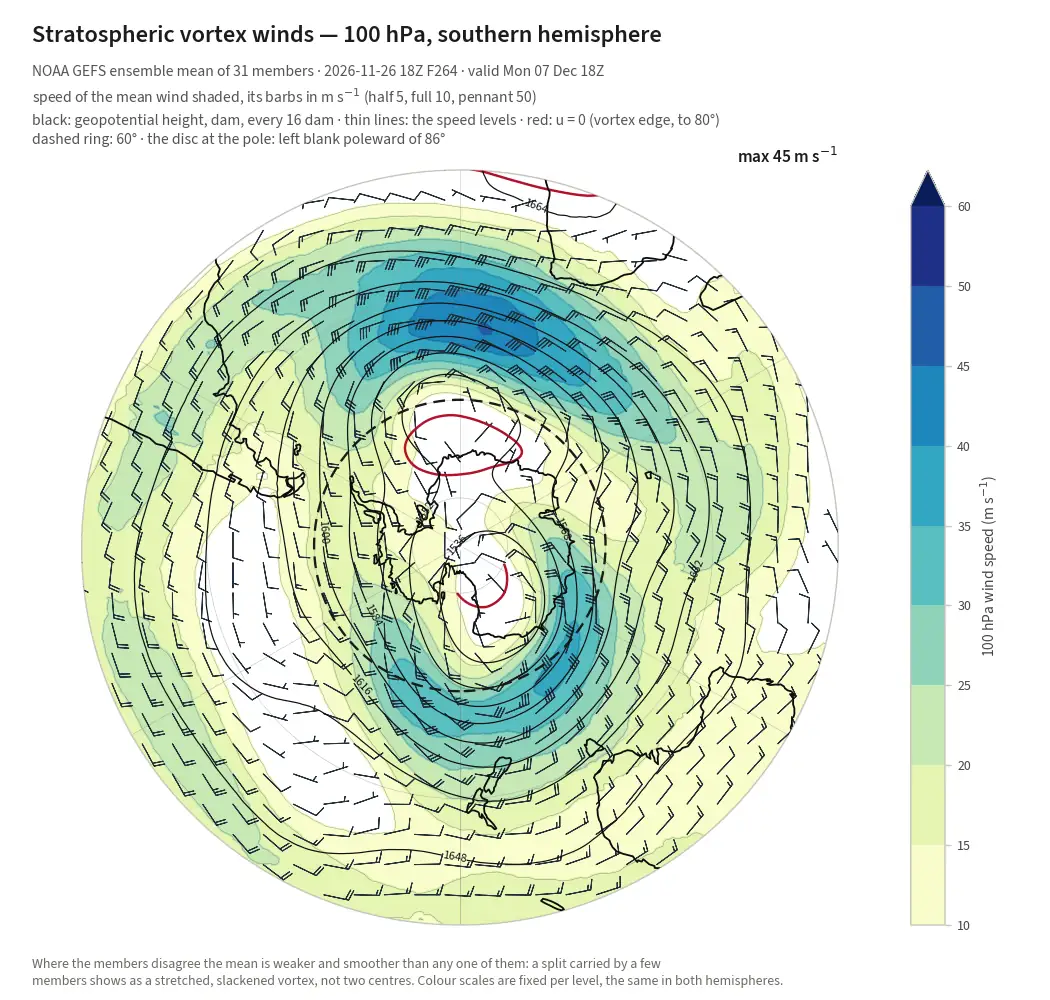 Stratospheric vortex winds — 100 hPa, southern hemisphere
NOAA GEFS ensemble mean of 31 members · 2026-11-26 18Z F264 · valid Mon 07 Dec 18Z
speed of the mean wind shaded, its barbs in m s⁻¹ (half 5, full 10, pennant 50)
black: geopotential height, dam, every 16 dam · thin lines: the speed levels · red: u = 0 (vortex edge, to 80°)
dashed ring: 60° · the disc at the pole: left blank poleward of 86°
max 45 m s⁻¹
1664
60
50
45
40
35
30
25
20
15
10
100 hPa wind speed (m s⁻¹)
1600
1568
1536
1584
1616
1648
Where the members disagree the mean is weaker and smoother than any one of them: a split carried by a few
members shows as a stretched, slackened vortex, not two centres. Colour scales are fixed per level, the same in both hemispheres.